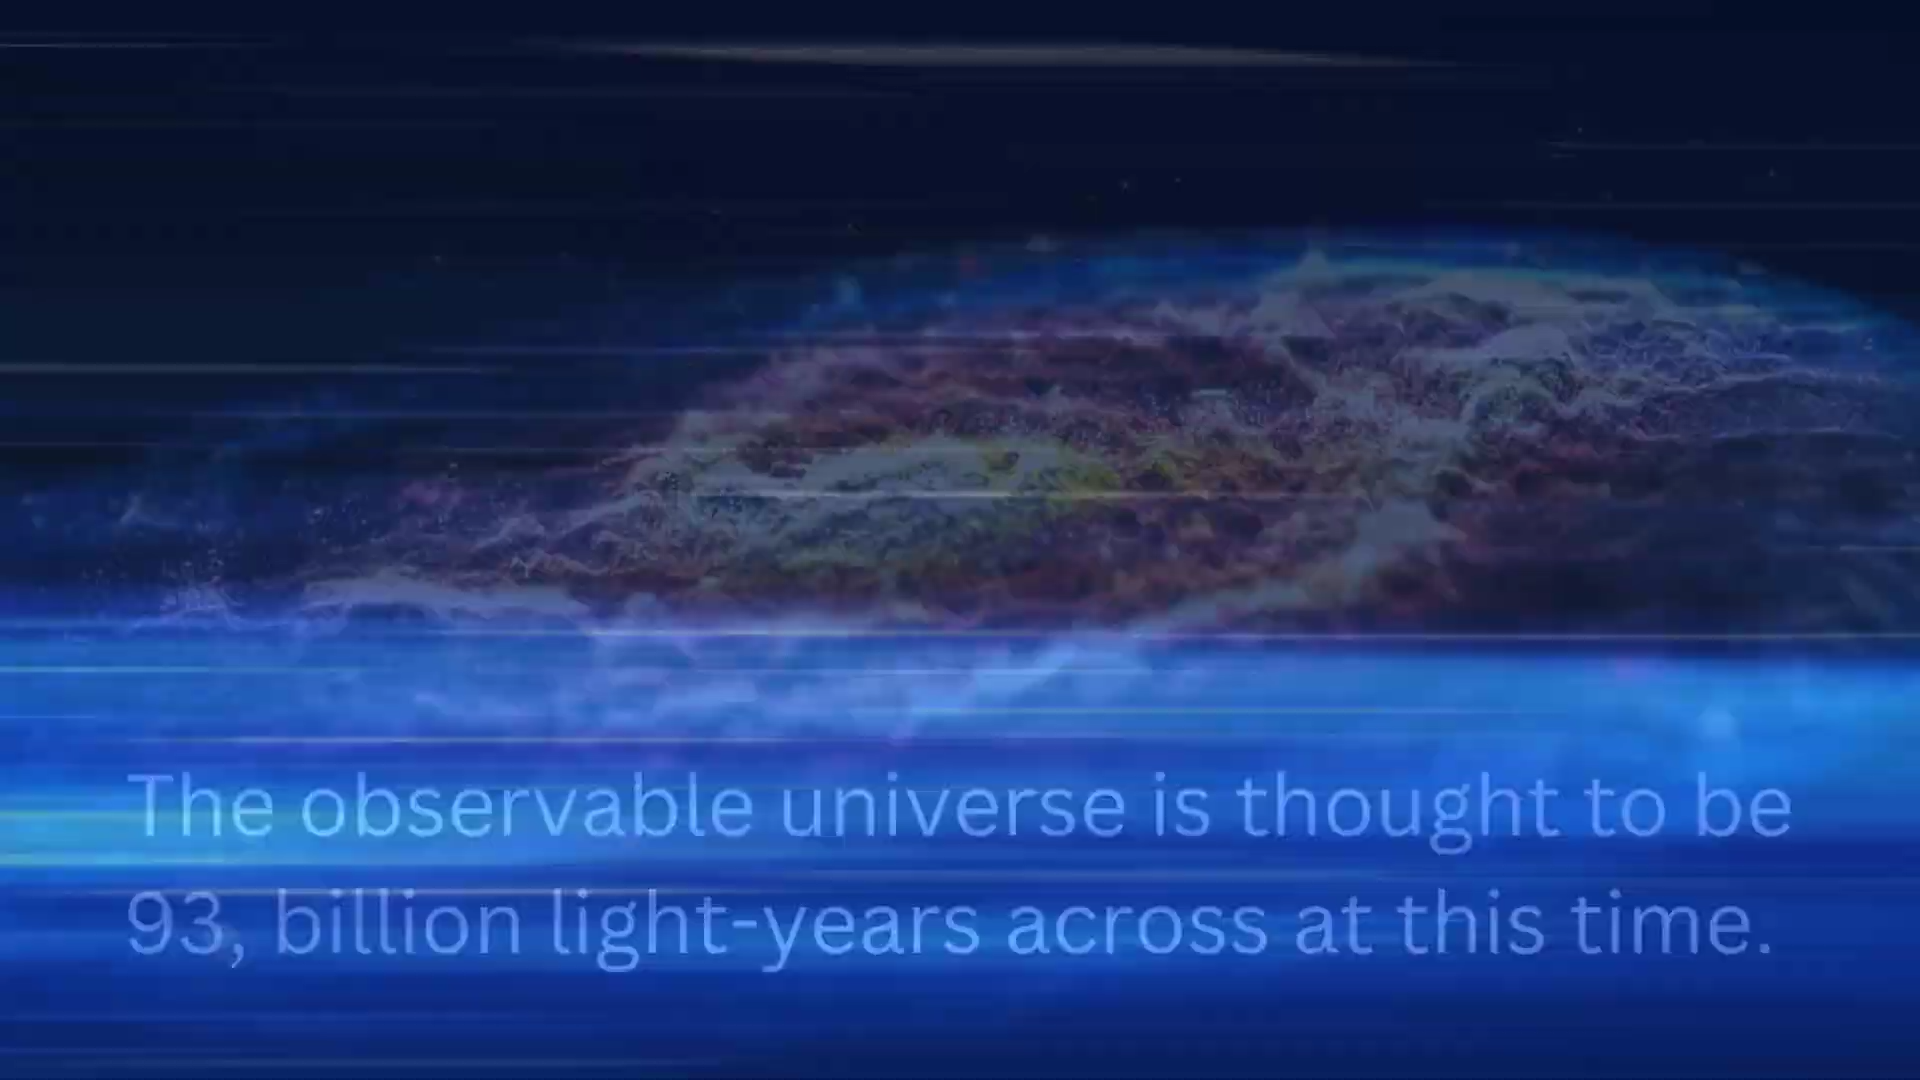 The observable universe is thought to be
93, billion light-years across at this time.